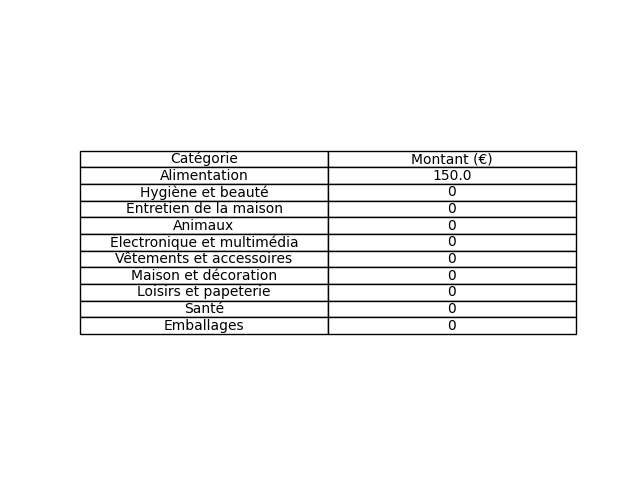 Catégorie Montant (€)
Alimentation 150.0
Hygiène et beauté 0
Entretien de la maison 0
Animaux 0
Électronique et multimédia 0
Vêtements et accessoires 0
Maison et décoration 0
Loisirs et papeterie 0
Santé 0
Emballages 0